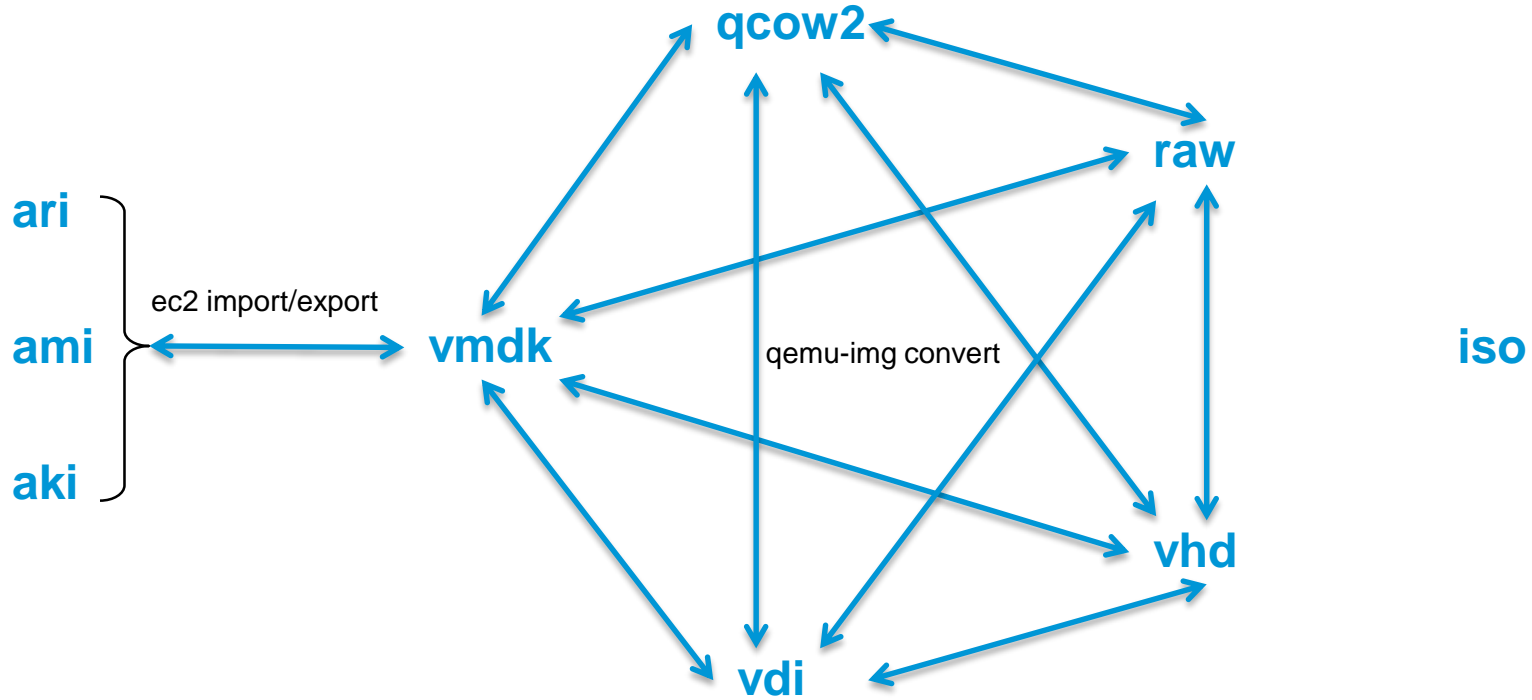 qcow2
raw
ari
ec2 import/export
ami
vmdk
qemu-img convert
iso
aki
vhd
vdi